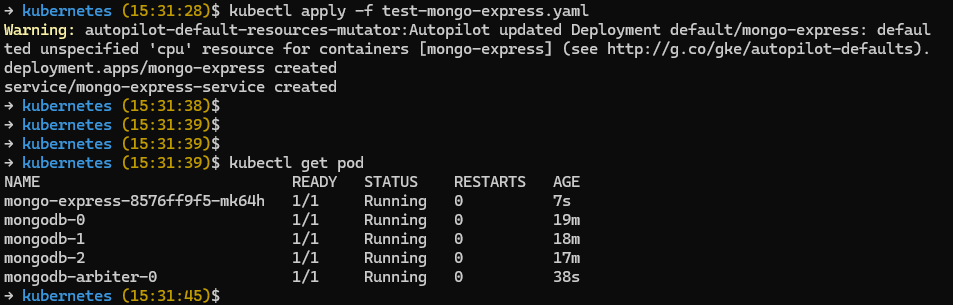 → kubernetes (15:31:28)$ kubectl apply -f test-mongo-express.yaml
Warning: autopilot-default-resources-mutator:Autopilot updated Deployment default/mongo-express: defaul
ted unspecified 'cpu' resource for containers [mongo-express] (see http://g.co/gke/autopilot-defaults).
deployment.apps/mongo-express created
service/mongo-express-service created
→ kubernetes (15:31:38)$
→ kubernetes (15:31:39)$
→ kubernetes (15:31:39)$
→ kubernetes (15:31:39)$ kubectl get pod
NAME READY STATUS RESTARTS AGE
mongo-express-8576ff9f5-mk64h 1/1 Running 0 7s
mongodb-0 1/1 Running 0 19m
mongodb-1 1/1 Running 0 18m
mongodb-2 1/1 Running 0 17m
mongodb-arbiter-0 1/1 Running 0 38s
→ kubernetes (15:31:45)$